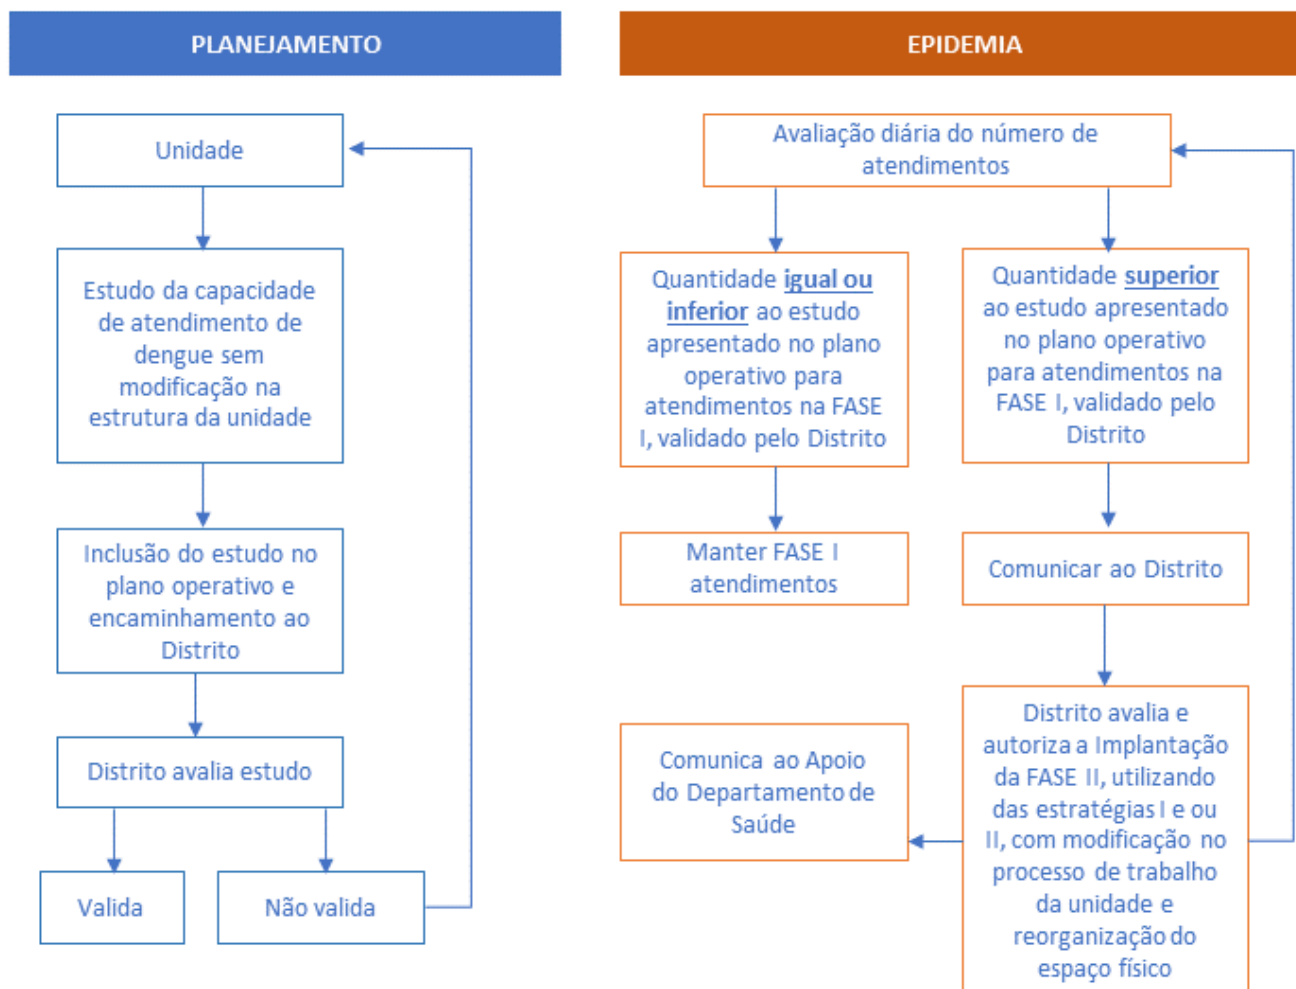 PLANEJAMENTO
Unidade
Estudo da capacidade
de atendimento de
dengue sem
modificação na
estrutura da unidade
Inclusão do estudo no
plano operativo e
encaminhamento ao
Distrito
Distrito avalia estudo
Valida
Não valida
EPIDEMIA
Avaliação diária do número de
atendimentos
Quantidade igual ou
inferior ao estudo
apresentado no plano
operativo para
atendimentos na FASE
I, validado pelo Distrito
Quantidade superior
ao estudo apresentado
no plano operativo
para atendimentos na
FASE I, validado pelo
Distrito
Manter FASE I
atendimentos
Comunicar ao Distrito
Comunica ao Apoio
do Departamento de
Saúde
Distrito avalia e
autoriza a Implantação
da FASE II, utilizando
das estratégias I e ou
II, com modificação no
processo de trabalho
da unidade e
reorganização do
espaço físico